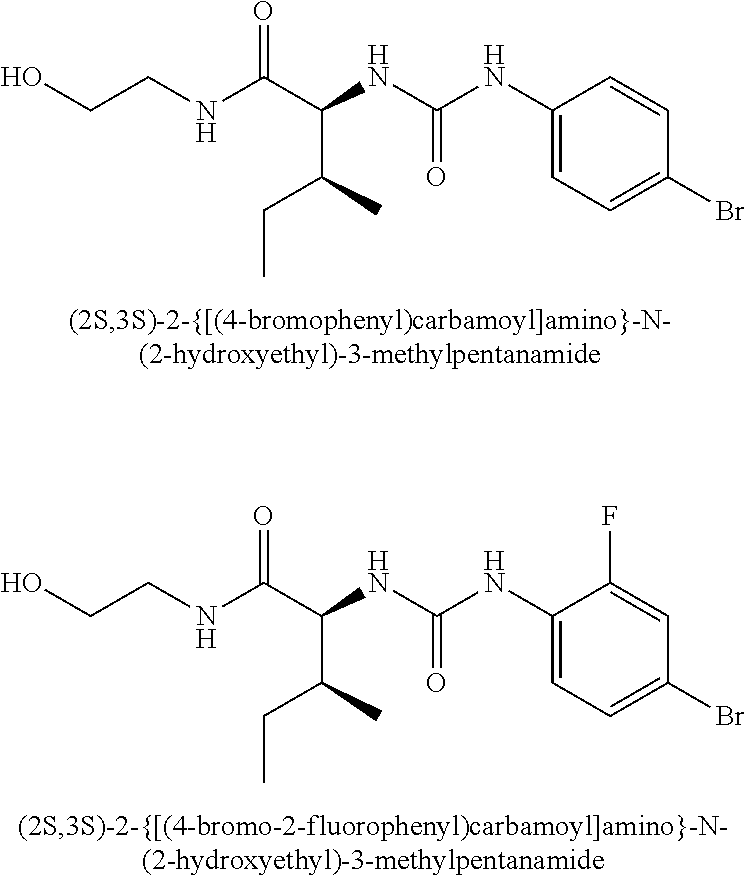 O
HO
H
N
H
N
N
H
O
Br
(2S,3S)-2-{[(4-bromophenyl)carbamoyl]amino}-N-
(2-hydroxyethyl)-3-methylpentanamide
O
F
HO
H
N
H
N
N
H
O
Br
(2S,3S)-2-{[(4-bromo-2-fluorophenyl)carbamoyl]amino}-N-
(2-hydroxyethyl)-3-methylpentanamide